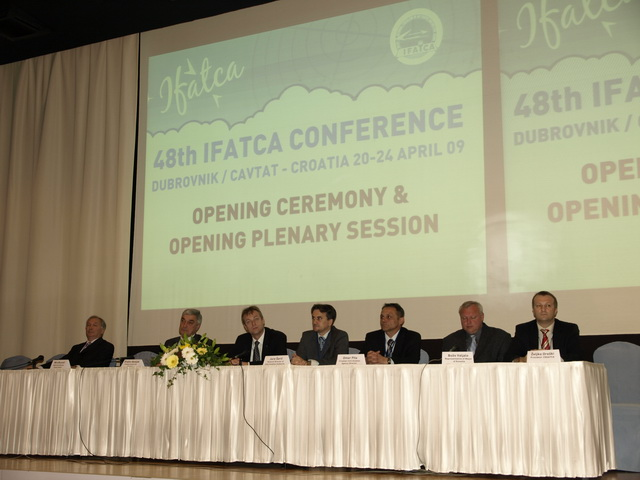 Ifatca
IFATCA
48th IFATCA CONFERENCE
DUBROVNIK / CAVTAT - CROATIA 20-24 APRIL 09
OPENING CEREMONY &
OPENING PLENARY SESSION
Ifatca
48th IFA
DUBROVNIK /
OPE
OPENIN